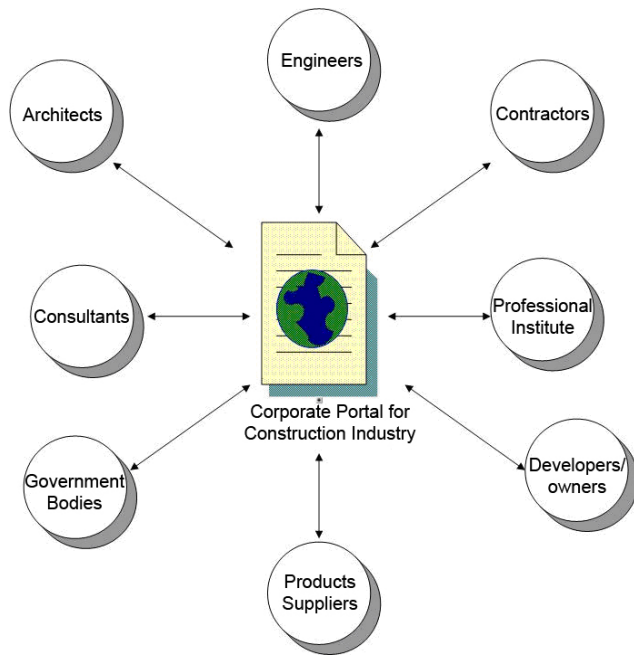 Engineers
Architects
Contractors
Consultants
Professional
Institute
Corporate Portal for
Construction Industry
Government
Bodies
Developers/
owners
Products
Suppliers